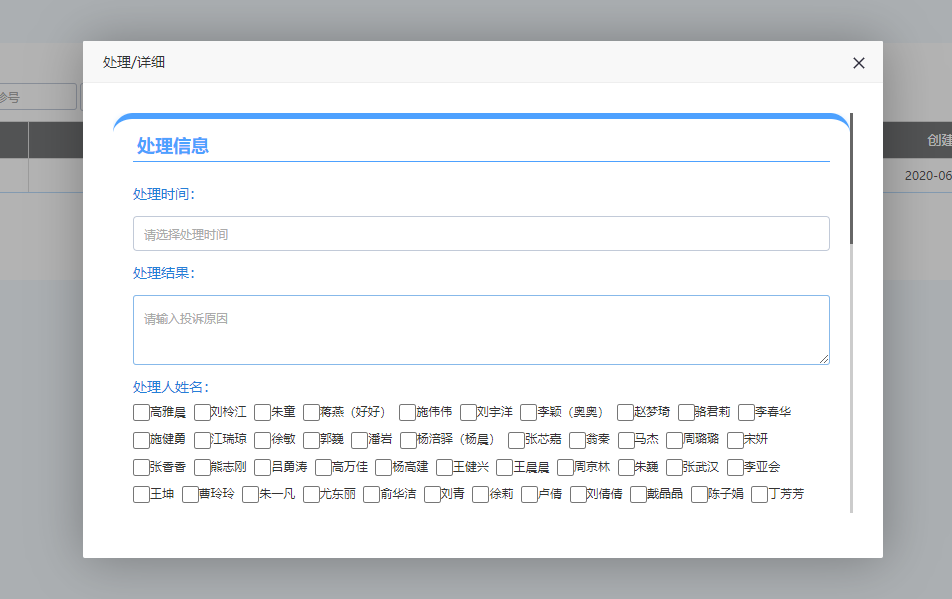 处理/详细
诊号
创建
2020-06
处理信息
处理时间：
请选择处理时间
处理结果：
请输入投诉原因
处理人姓名：
高雅晨 刘柃江 朱童 蒋燕（好好） 施伟伟 刘宇洋 李颖（奥奥） 赵梦琦 骆君莉 李春华
施健勇 江瑞琼 徐敏 郭巍 潘岩 杨涪驿（杨晨） 张芯嘉 翁秦 马杰 周璐璐 宋妍
张香香 熊志刚 吕勇涛 高万佳 杨高建 王健兴 王晨晨 周京林 朱巍 张武汉 李亚会
王坤 曹玲玲 朱一凡 尤东丽 俞华洁 刘青 徐莉 卢倩 刘倩倩 戴晶晶 陈子娟 丁芳芳